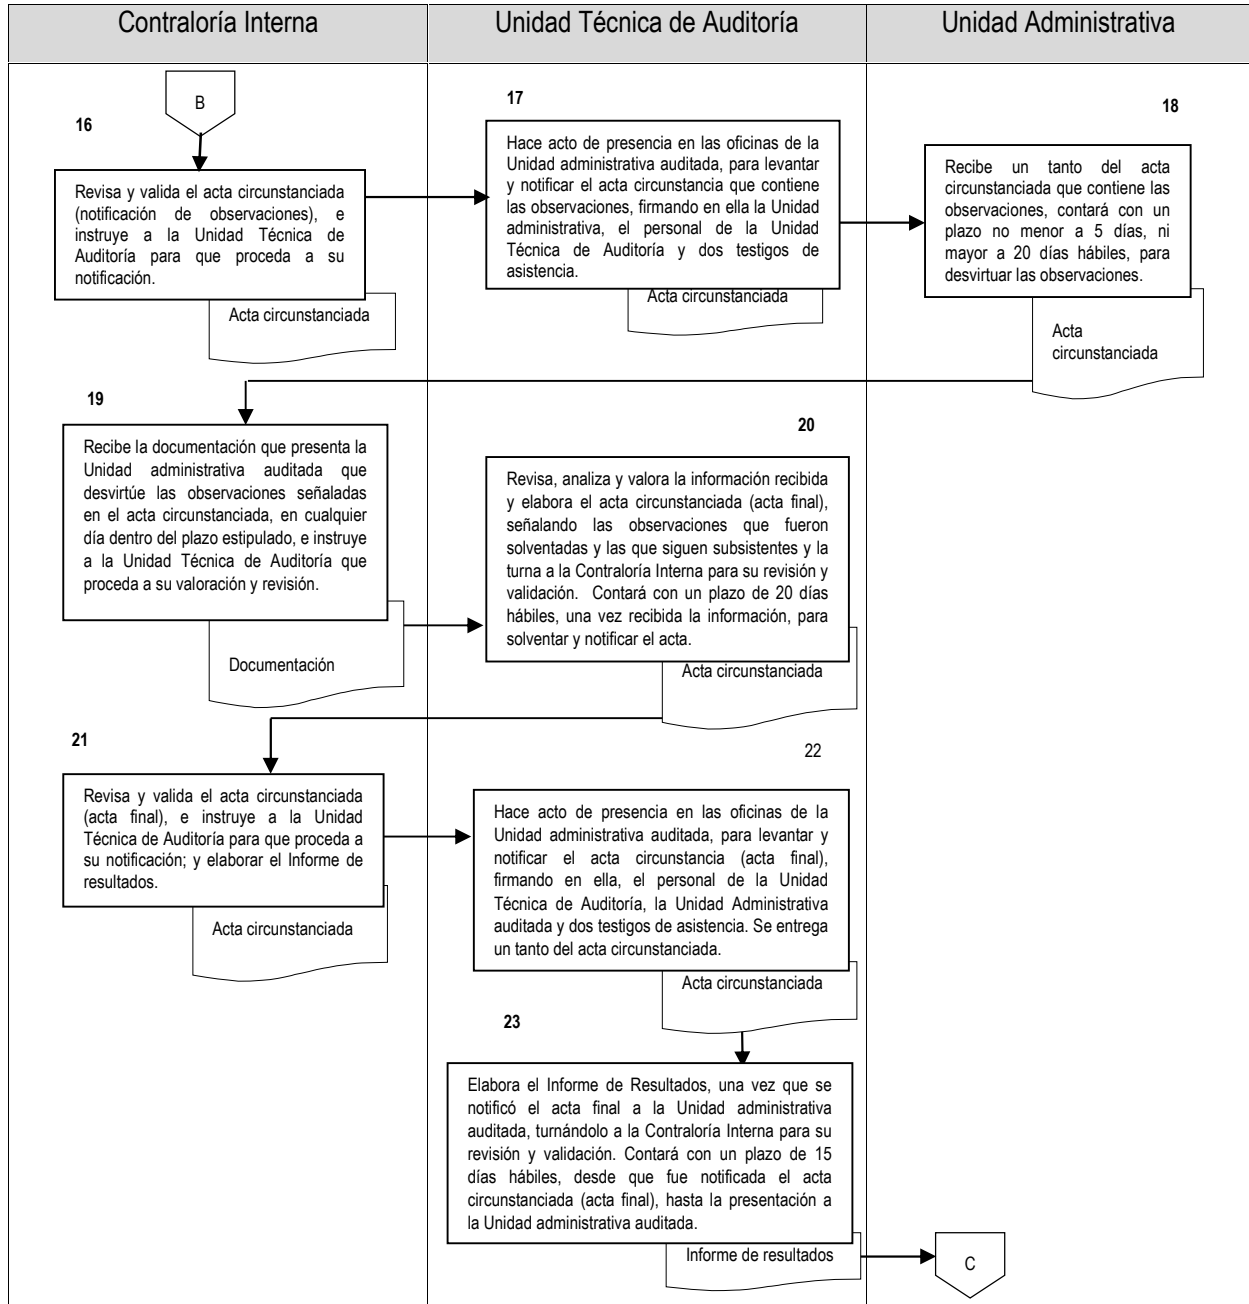 Contraloría Interna
Unidad Técnica de Auditoría
Unidad Administrativa
B
16
Revisa y valida el acta circunstanciada
(notificación de observaciones), e
instruye a la Unidad Técnica de
Auditoría para que proceda a su
notificación.
Acta circunstanciada
17
Hace acto de presencia en las oficinas de la
Unidad administrativa auditada, para levantar
y notificar el acta circunstancia que contiene
las observaciones, firmando en ella la Unidad
administrativa, el personal de la Unidad
Técnica de Auditoría y dos testigos de
asistencia.
Acta circunstanciada
18
Recibe un tanto del acta
circunstanciada que contiene las
observaciones, contará con un
plazo no menor a 5 días, ni
mayor a 20 días hábiles, para
desvirtuar las observaciones.
Acta
circunstanciada
19
Recibe la documentación que presenta la
Unidad administrativa auditada que
desvirtúe las observaciones señaladas
en el acta circunstanciada, en cualquier
día dentro del plazo estipulado, e instruye
a la Unidad Técnica de Auditoría que
proceda a su valoración y revisión.
Documentación
20
Revisa, analiza y valora la información recibida
y elabora el acta circunstanciada (acta final),
señalando las observaciones que fueron
solventadas y las que siguen subsistentes y la
turna a la Contraloría Interna para su revisión y
validación. Contará con un plazo de 20 días
hábiles, una vez recibida la información, para
solventar y notificar el acta.
Acta circunstanciada
21
Revisa y valida el acta circunstanciada
(acta final), e instruye a la Unidad
Técnica de Auditoría para que proceda a
su notificación; y elaborar el Informe de
resultados.
Acta circunstanciada
22
Hace acto de presencia en las oficinas de la
Unidad administrativa auditada, para levantar y
notificar el acta circunstancia (acta final),
firmando en ella, el personal de la Unidad
Técnica de Auditoría, la Unidad Administrativa
auditada y dos testigos de asistencia. Se entrega
un tanto del acta circunstanciada.
Acta circunstanciada
23
Elabora el Informe de Resultados, una vez que se
notificó el acta final a la Unidad administrativa
auditada, turnándolo a la Contraloría Interna para su
revisión y validación. Contará con un plazo de 15
días hábiles, desde que fue notificada el acta
circunstanciada (acta final), hasta la presentación a
la Unidad administrativa auditada.
Informe de resultados
C